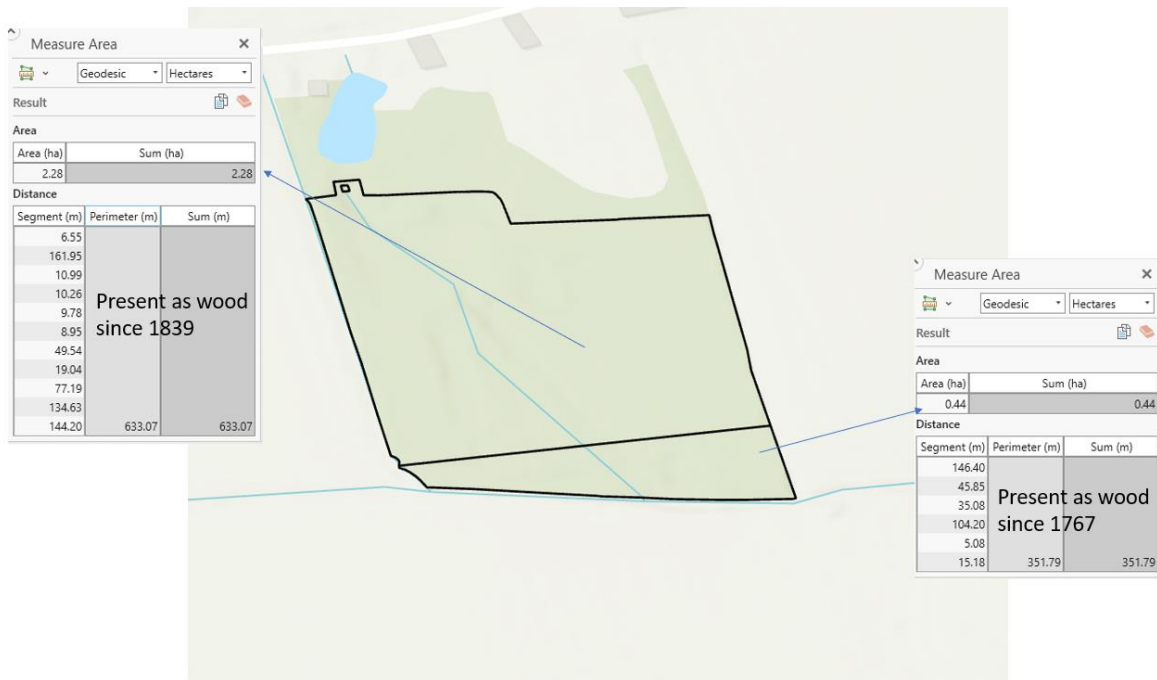 Measure Area
Geodesic Hectares
Result
Area
Area (ha) Sum (ha)
2.28 2.28
Distance
Segment (m) Perimeter (m) Sum (m)
6.55
161.95
10.99
10.26
9.78
8.95
49.54
19.04
77.19
134.63
144.20 633.07 633.07
Present as wood
since 1839
Measure Area
Geodesic Hectares
Result
Area
Area (ha) Sum (ha)
0.44 0.44
Distance
Segment (m) Perimeter (m) Sum (m)
146.40
45.85
35.08
104.20
5.08
15.18 351.79 351.79
Present as wood
since 1767